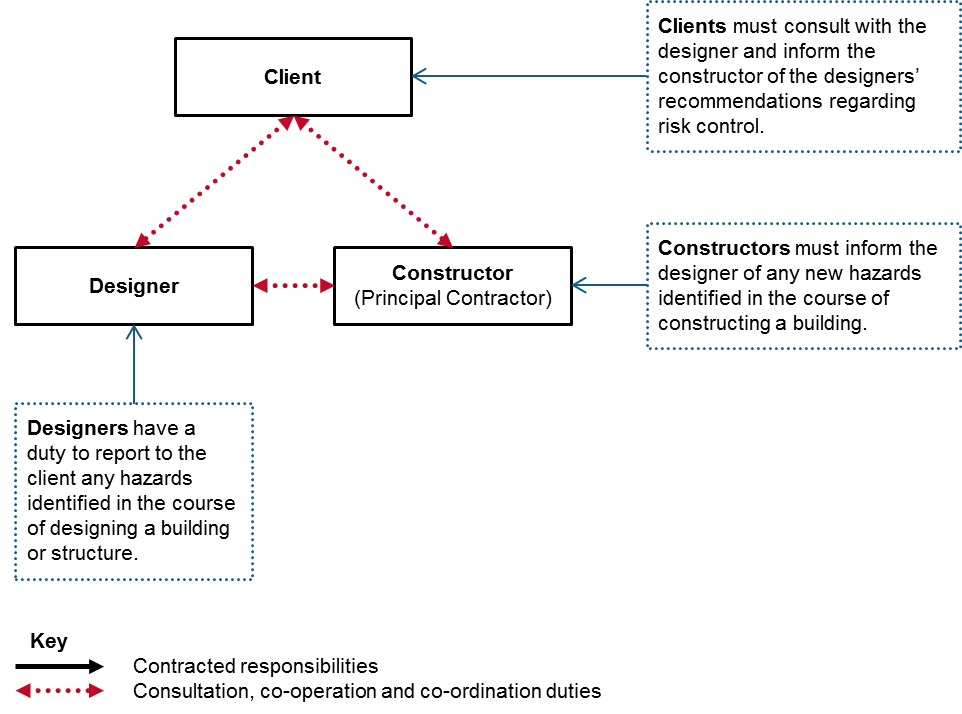 Client
Clients must consult with the
designer and inform the
constructor of the designers’
recommendations regarding
risk control.
Designer
Constructor
(Principal Contractor)
Constructors must inform the
designer of any new hazards
identified in the course of
constructing a building.
Designers have a
duty to report to the
client any hazards
identified in the course
of designing a building
or structure.
Key
Contracted responsibilities
Consultation, co-operation and co-ordination duties